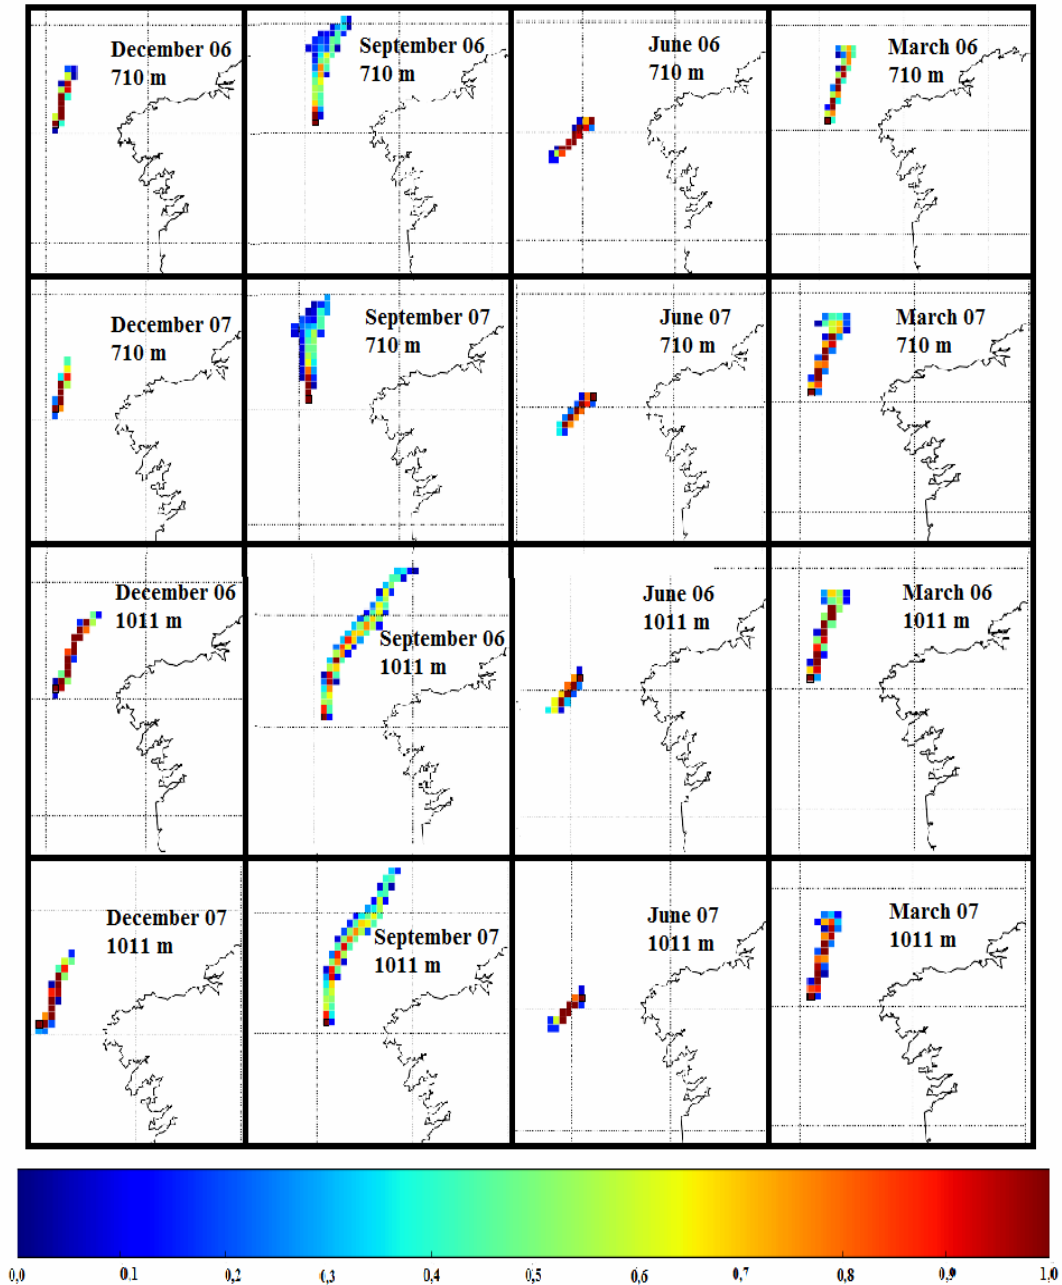 December 06
710 m
September 06
710 m
June 06
710 m
March 06
710 m
December 07
710 m
September 07
710 m
June 07
710 m
March 07
710 m
December 06
1011 m
September 06
1011 m
June 06
1011 m
March 06
1011 m
December 07
1011 m
September 07
1011 m
June 07
1011 m
March 07
1011 m
0,0 0.1 0,2 0,3 0,4 0,5 0,6 0,7 0,8 0,9 1,0